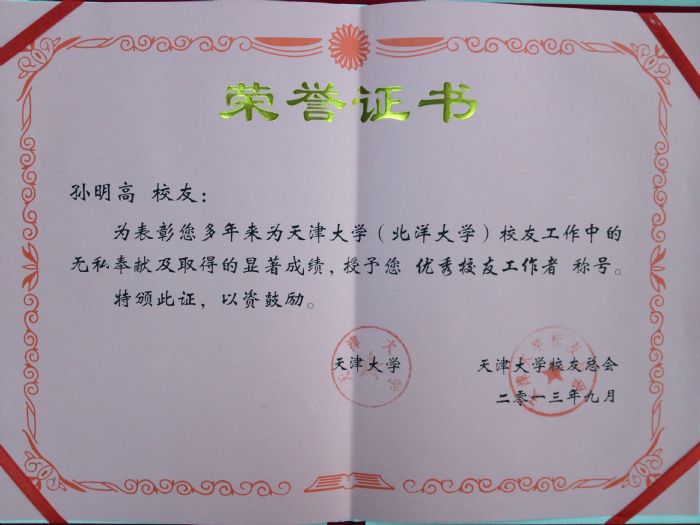 荣誉证书
孙明高 校友：
为表彰您多年来为天津大学（北洋大学）校友工作中的
无私奉献及取得的显著成绩，授予您 优秀校友工作者 称号。
特颁此证，以资鼓励。
天津大学 天津大学校友总会
二零一三年九月
天津大学